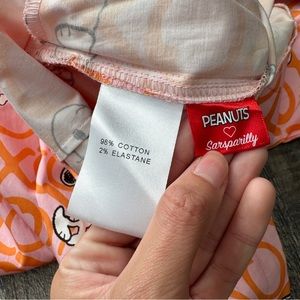 98% COTTON
2% ELASTANE
PEANUTS
Sarsparilly